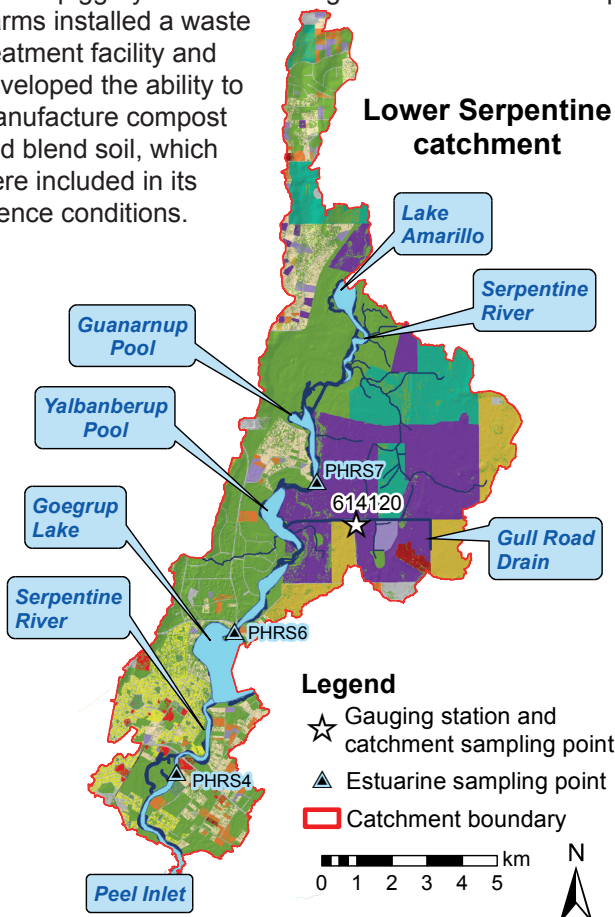 arms installed a waste
eatment facility and
veloped the ability to
anufacture compost
d blend soil, which
ere included in its
ence conditions.
Lower Serpentine
catchment
Lake
Amarillo
Serpentine
River
Guanarnup
Pool
Yalbanberup
Pool
PHRS7
614120
Goegrup
Lake
Gull Road
Drain
Serpentine
River
PHRS6
Legend
Gauging station and
catchment sampling point
Estuarine sampling point
PHRS4
Catchment boundary
km
0 1 2 3 4 5
N
Peel Inlet